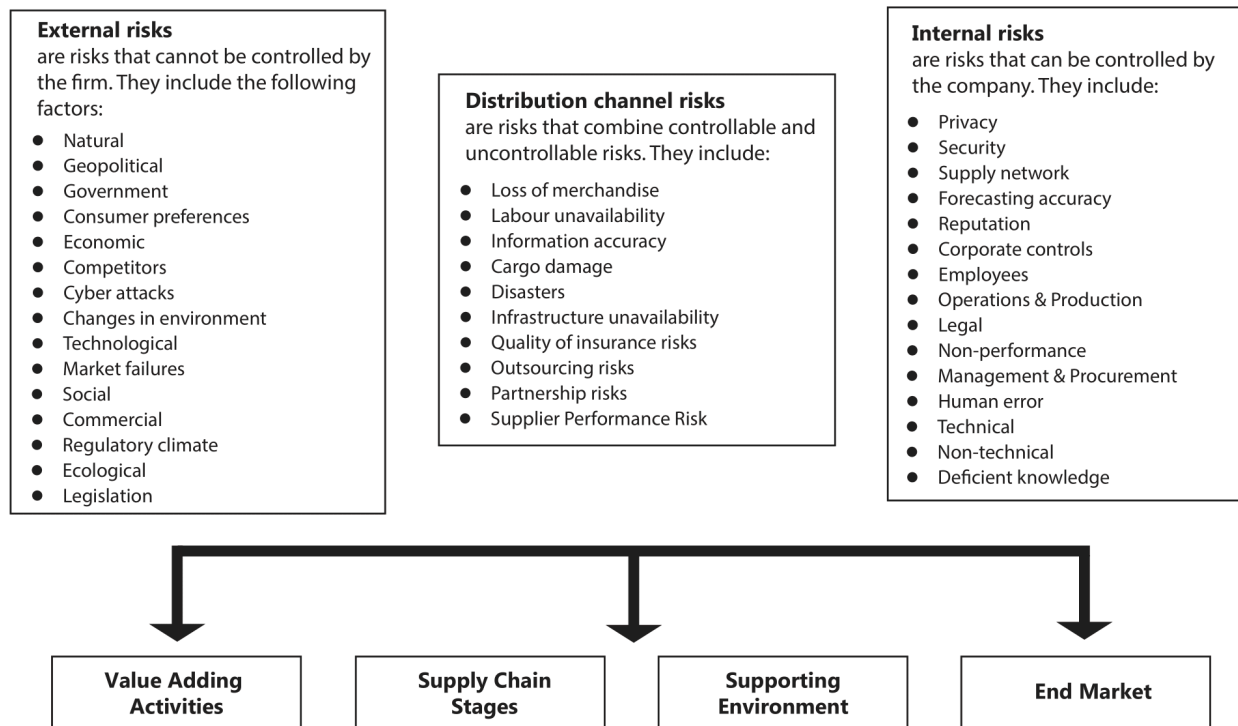 External risks
are risks that cannot be controlled by
the firm. They include the following
factors:
● Natural
● Geopolitical
● Government
● Consumer preferences
● Economic
● Competitors
● Cyber attacks
● Changes in environment
● Technological
● Market failures
● Social
● Commercial
● Regulatory climate
● Ecological
● Legislation
Distribution channel risks
are risks that combine controllable and
uncontrollable risks. They include:
● Loss of merchandise
● Labour unavailability
● Information accuracy
● Cargo damage
● Disasters
● Infrastructure unavailability
● Quality of insurance risks
● Outsourcing risks
● Partnership risks
● Supplier Performance Risk
Internal risks
are risks that can be controlled by
the company. They include:
● Privacy
● Security
● Supply network
● Forecasting accuracy
● Reputation
● Corporate controls
● Employees
● Operations & Production
● Legal
● Non-performance
● Management & Procurement
● Human error
● Technical
● Non-technical
● Deficient knowledge
Value Adding
Activities
Supply Chain
Stages
Supporting
Environment
End Market